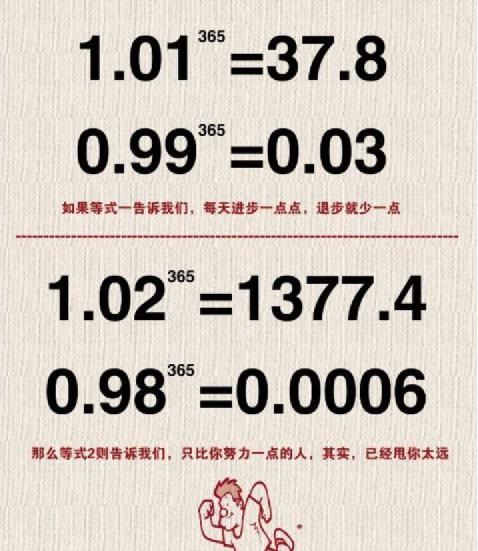 1.01³⁶⁵=37.8
0.99³⁶⁵=0.03
如果等式一告诉我们，每天进步一点点，退步就少一点
1.02³⁶⁵=1377.4
0.98³⁶⁵=0.0006
那么等式2则告诉我们，只比你努力一点的人，其实，已经甩你太远